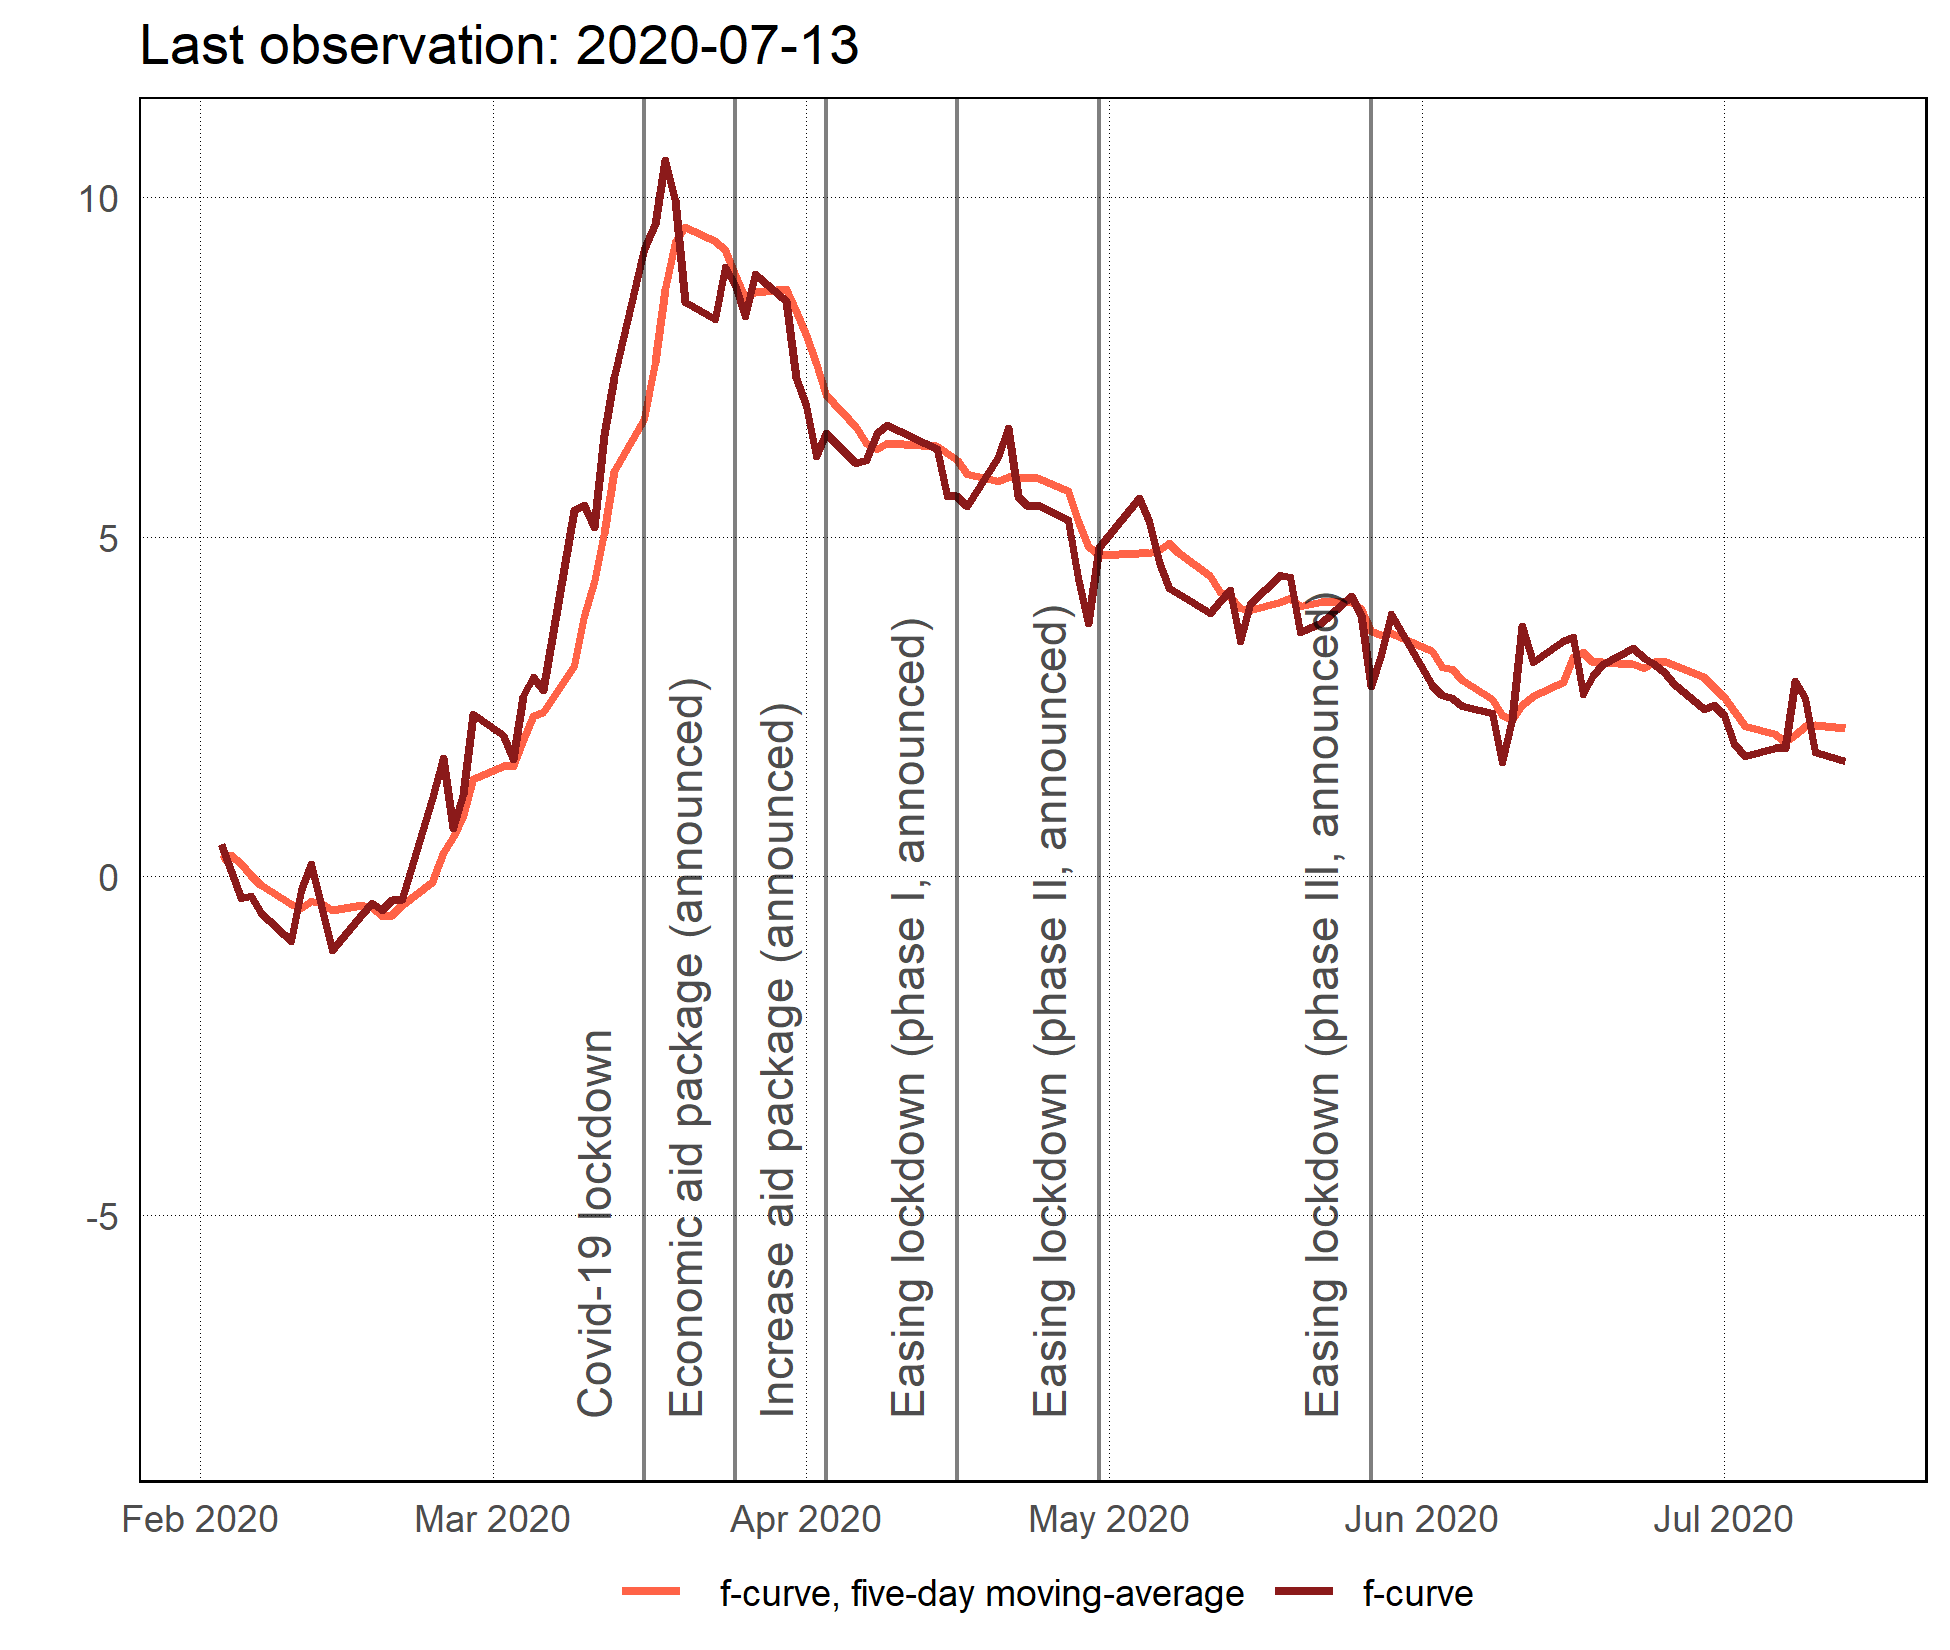 Last observation: 2020-07-13
10
5
0
-5
Covid-19 lockdown
Economic aid package (announced)
Increase aid package (announced)
Easing lockdown (phase I, announced)
Easing lockdown (phase II, announced)
Easing lockdown (phase III, announced)
Feb 2020 Mar 2020 Apr 2020 May 2020 Jun 2020 Jul 2020
f-curve, five-day moving-average f-curve